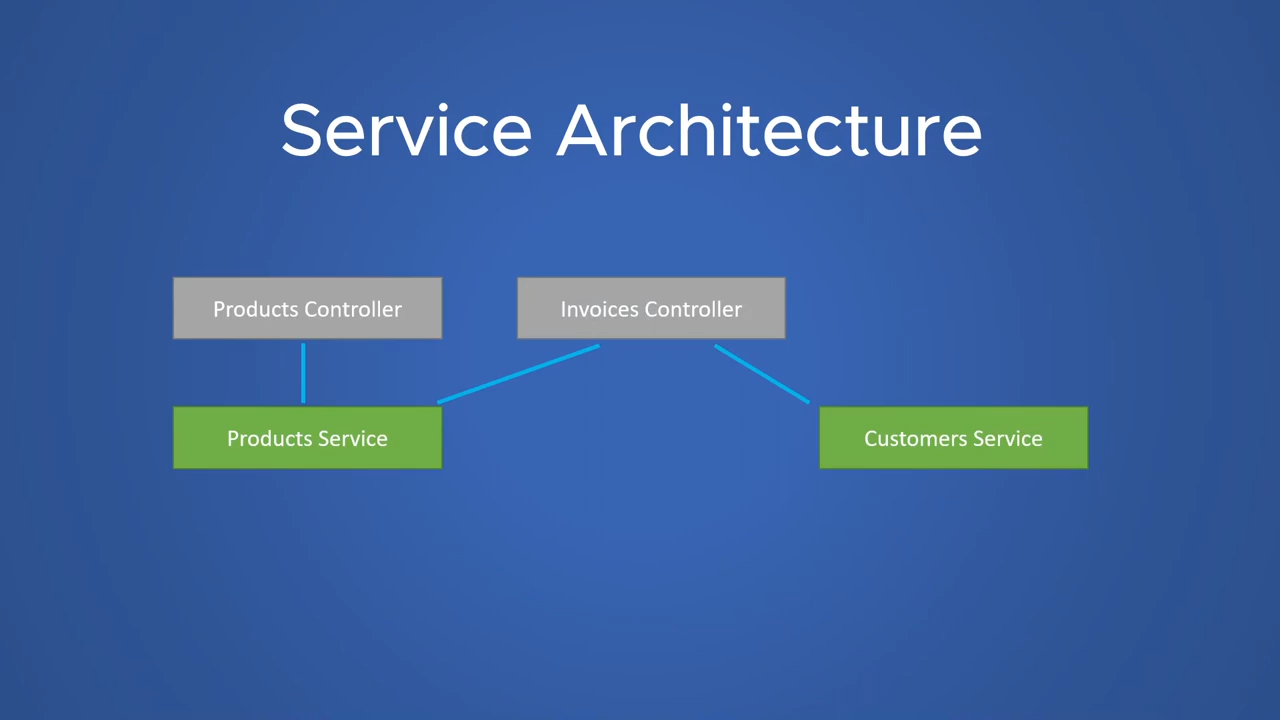 Service Architecture
Products Controller
Invoices Controller
Products Service
Customers Service